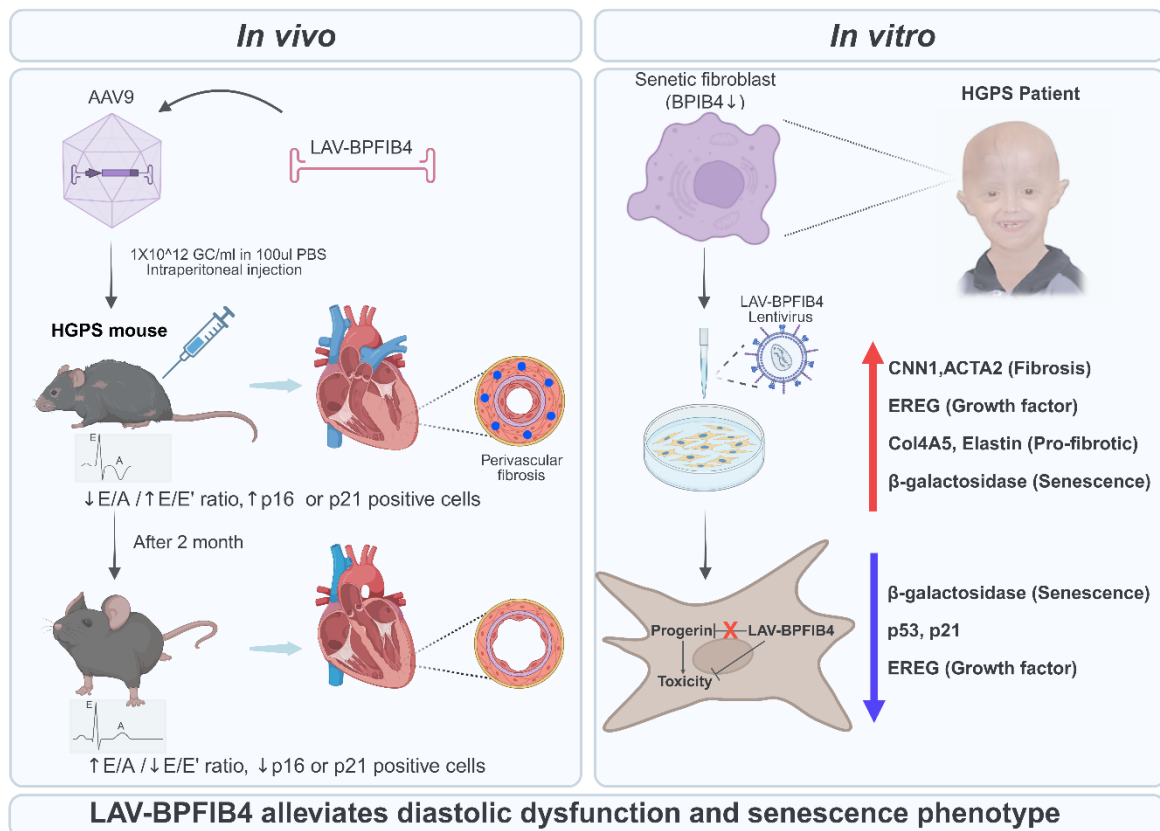 In vivo
AAV9
LAV-BPFIB4
1X10^12 GC/ml in 100ul PBS
Intraperitoneal injection
HGPS mouse
E
A
Perivascular
fibrosis
↓E/A /↑E/E' ratio,↑p16 or p21 positive cells
After 2 month
E
A
↑E/A /↓E/E' ratio, ↓p16 or p21 positive cells
In vitro
Senetic fibroblast
(BPIB4↓)
HGPS Patient
LAV-BPFIB4
Lentivirus
CNN1,ACTA2 (Fibrosis)
EREG (Growth factor)
Col4A5, Elastin (Pro-fibrotic)
β-galactosidase (Senescence)
Progerin X LAV-BPFIB4
Toxicity
β-galactosidase (Senescence)
p53, p21
EREG (Growth factor)
LAV-BPFIB4 alleviates diastolic dysfunction and senescence phenotype